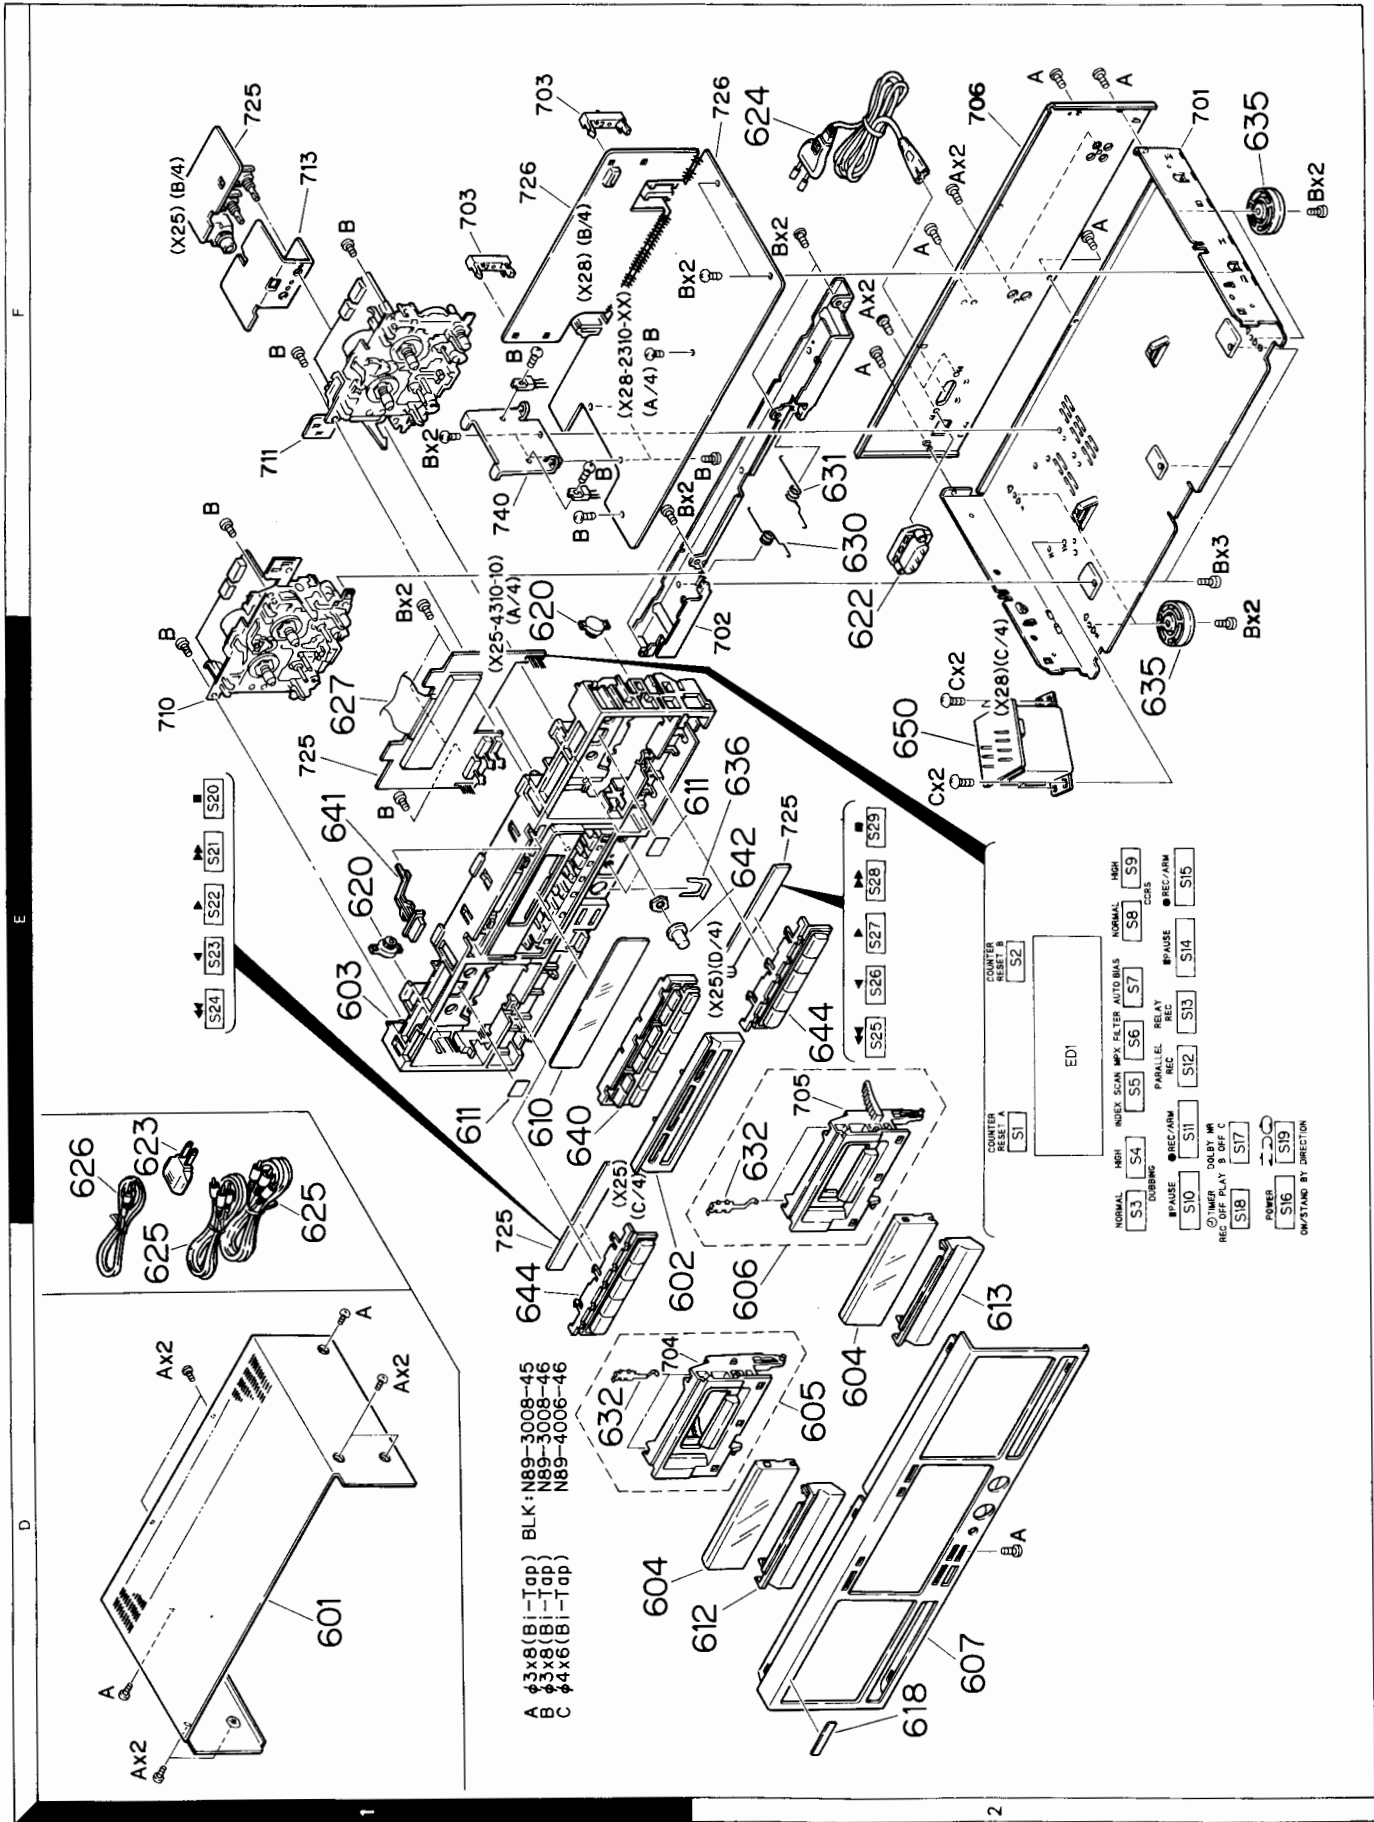 D
E
F
1
2
601
A
Ax2
Ax2
Ax2
A
626
623
625
625
A φ3x8(Bi-Tap) BLK:N89-3008-45
B φ3x8(Bi-Tap) N89-3008-46
C φ4x6(Bi-Tap) N89-4006-46
S24
S23
S22
S21
S20
710
B
B
711
B
B
(X25)(B/4)
725
713
603
620
641
B
725
627
Bx2
(X25-4310-10)
(A/4)
620
740
B
B
B
Bx2
B
703
703
726
(X28)(B/4)
(X28-2310-XX)
(A/4)
B
Bx2
726
Bx2
Bx2
702
630
631
624
622
611
610
640
611
636
642
725
(X25)(D/4)
644
S25
S26
S27
S28
S29
725
(X25)
(C/4)
644
602
606
632
705
604
613
632
704
605
604
612
607
618
A
650
(X28)(C/4)
Cx2
Cx2
635
Bx2
Bx3
A
Ax2
A
Ax2
A
706
A
A
701
635
Bx2
COUNTER
RESET A
S1
COUNTER
RESET B
S2
ED1
NORMAL HIGH INDEX SCAN MPX FILTER AUTO BIAS NORMAL HIGH
S3 S4 S5 S6 S7 S8 S9
DUBBING
CCRS
PAUSE ●REC/ARM PARALLEL REC RELAY REC PAUSE ●REC/ARM
S10 S11 S12 S13 S14 S15
TIMER DOLBY NR
REC OFF PLAY B OFF C
S18 S17
POWER
S16 S19
ON/STAND BY DIRECTION